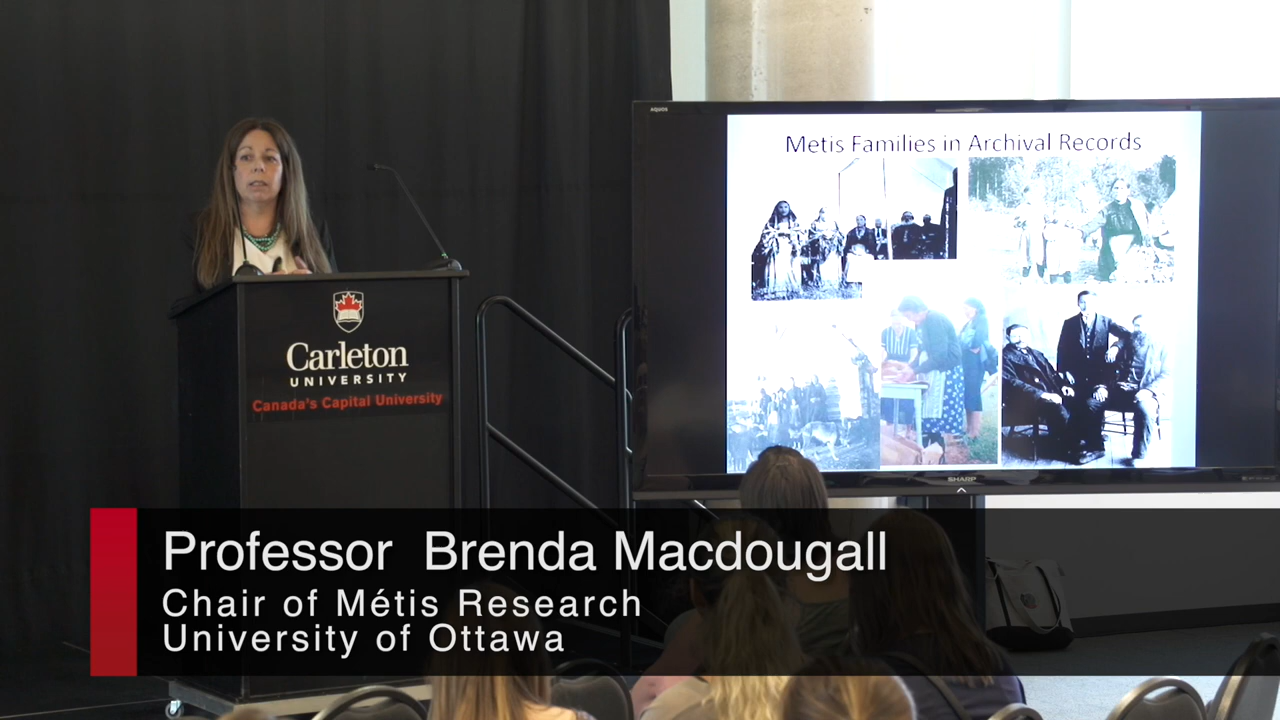 AQUOS
Metis Families in Archival Records
Carleton
UNIVERSITY
Canada's Capital University
SHARP
Professor Brenda Macdougall
Chair of Métis Research
University of Ottawa